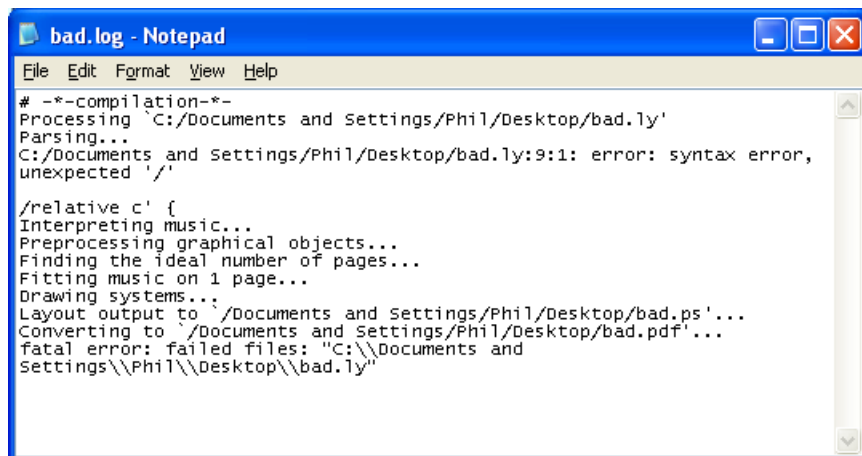 bad.log - Notepad
File Edit Format View Help
# -*-compilation-*-
Processing `C:/Documents and Settings/Phil/Desktop/bad.ly'
Parsing...
C:/Documents and Settings/Phil/Desktop/bad.ly:9:1: error: syntax error,
unexpected '/'

/relative c' {
Interpreting music...
Preprocessing graphical objects...
Finding the ideal number of pages...
Fitting music on 1 page...
Drawing systems...
Layout output to `/Documents and Settings/Phil/Desktop/bad.ps'...
Converting to `/Documents and Settings/Phil/Desktop/bad.pdf'...
fatal error: failed files: "C:\\Documents and
Settings\\Phil\\Desktop\\bad.ly"